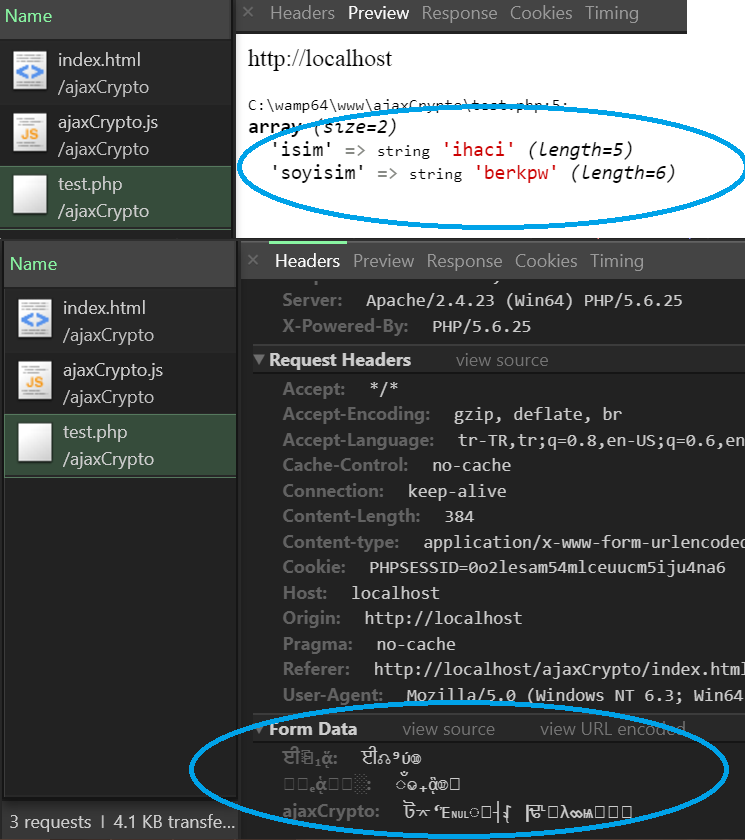 Name
× Headers Preview Response Cookies Timing
index.html
/ajaxCrypto
ajaxCrypto.js
/ajaxCrypto
test.php
/ajaxCrypto
http://localhost
C:\wamp64\www\ajaxCrypto\test.php:5:
array (size=2)
'isim' => string 'ihaci' (length=5)
'soyisim' => string 'berkpw' (length=6)
Name
× Headers Preview Response Cookies Timing
index.html
/ajaxCrypto
ajaxCrypto.js
/ajaxCrypto
test.php
/ajaxCrypto
3 requests | 4.1 KB transfe...
Server: Apache/2.4.23 (Win64) PHP/5.6.25
X-Powered-By: PHP/5.6.25
Request Headers view source
Accept: */*
Accept-Encoding: gzip, deflate, br
Accept-Language: tr-TR,tr;q=0.8,en-US;q=0.6,en
Cache-Control: no-cache
Connection: keep-alive
Content-Length: 384
Content-type: application/x-www-form-urlencoded
Cookie: PHPSESSID=0o2lesam54mlceuucm5iju4na6
Host: localhost
Origin: http://localhost
Pragma: no-cache
Referer: http://localhost/ajaxCrypto/index.html
User-Agent: Mozilla/5.0 (Windows NT 6.3; Win64
Form Data view source view URL encoded
ajaxCrypto: